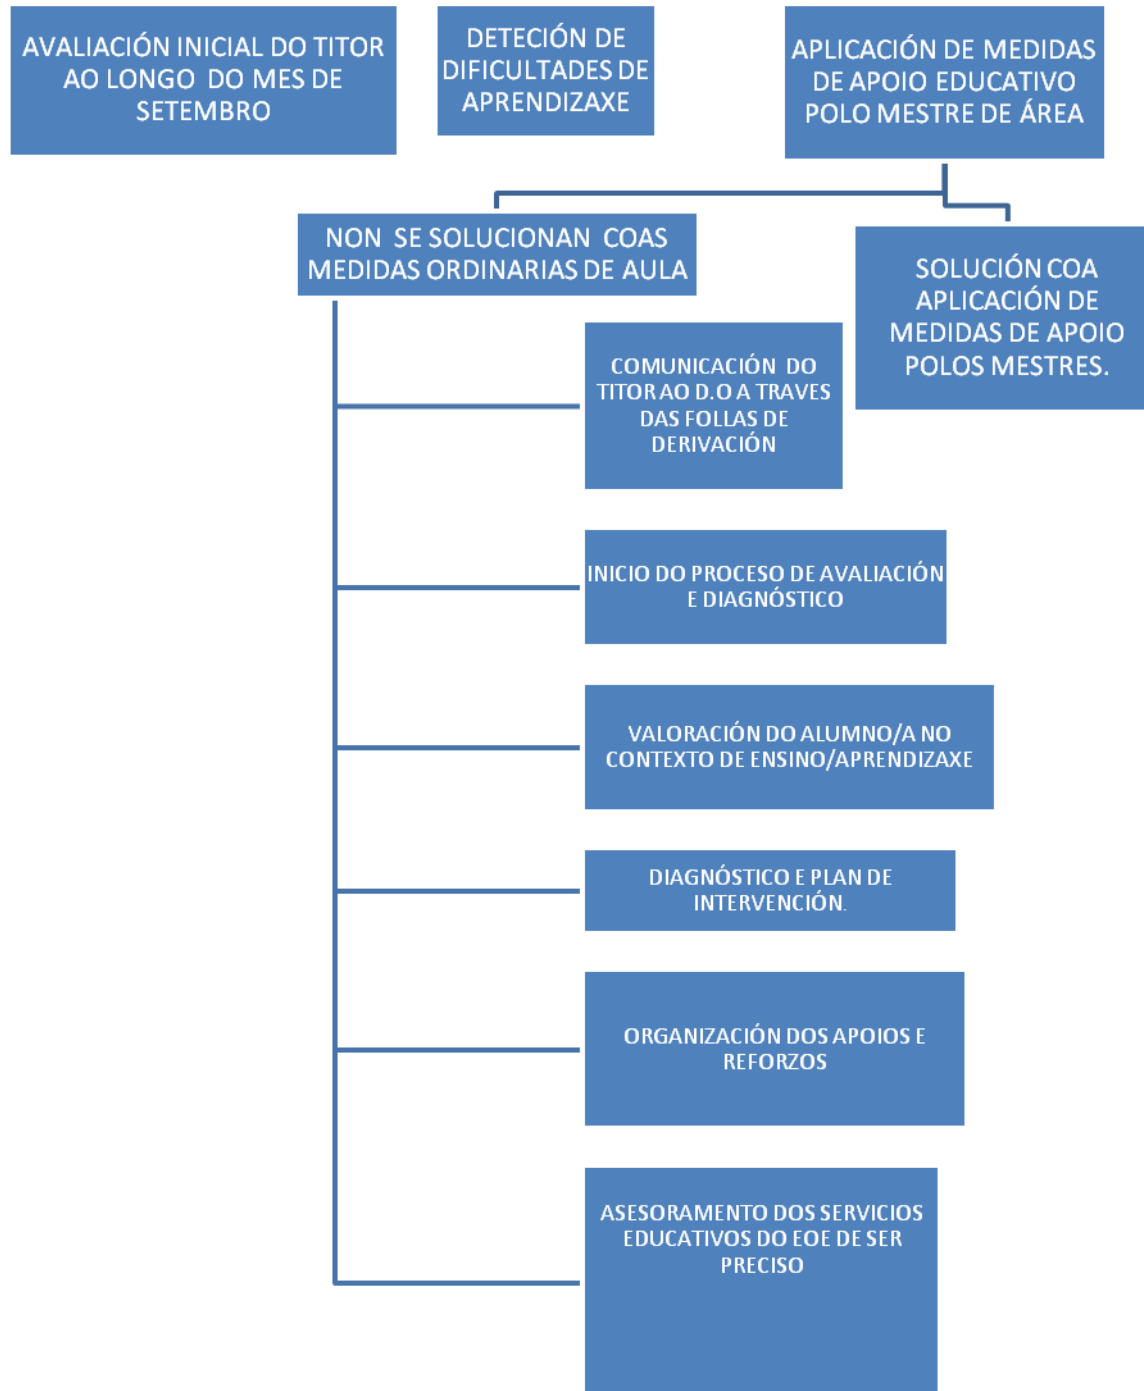 AVALIACIÓN INICIAL DO TITOR
AO LONGO DO MES DE
SETEMBRO
DETECIÓN DE
DIFICULTADES DE
APRENDIZAXE
APLICACIÓN DE MEDIDAS
DE APOIO EDUCATIVO
POLO MESTRE DE ÁREA
NON SE SOLUCIONAN COAS
MEDIDAS ORDINARIAS DE AULA
SOLUCIÓN COA
APLICACIÓN DE
MEDIDAS DE APOIO
POLOS MESTRES.
COMUNICACIÓN DO
TITOR AO D.O A TRAVES
DAS FOLLAS DE
DERIVACIÓN
INICIO DO PROCESO DE AVALIACIÓN
E DIAGNÓSTICO
VALORACIÓN DO ALUMNO/A NO
CONTEXTO DE ENSINO/APRENDIZAXE
DIAGNÓSTICO E PLAN DE
INTERVENCIÓN.
ORGANIZACIÓN DOS APOIOS E
REFORZOS
ASESORAMENTO DOS SERVICIOS
EDUCATIVOS DO EOE DE SER
PRECISO